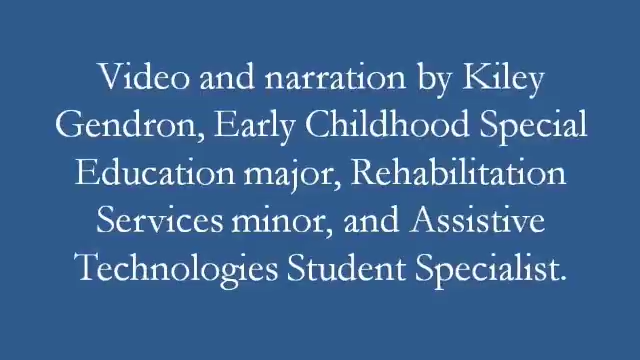 Video and narration by Kiley
Gendron, Early Childhood Special
Education major, Rehabilitation
Services minor, and Assistive
Technologies Student Specialist.